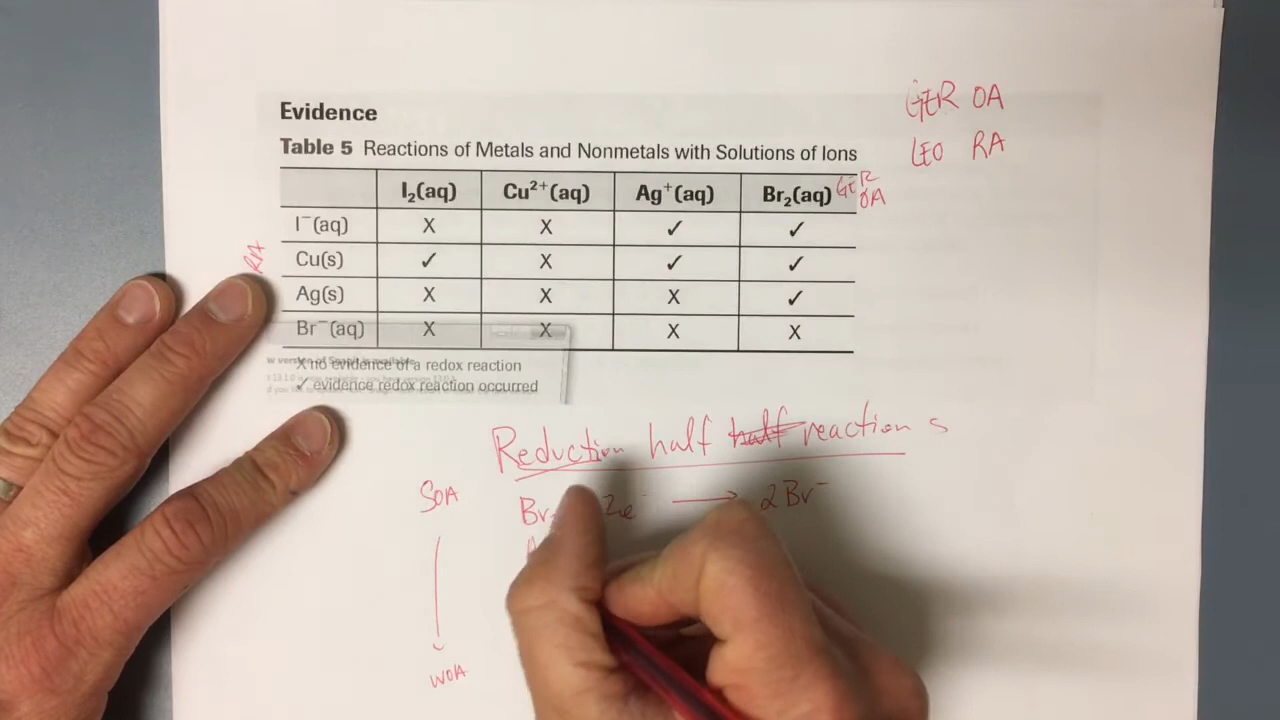 GER OA
LEO RA
Evidence
Table 5 Reactions of Metals and Nonmetals with Solutions of Ions
I₂(aq) Cu²⁺(aq) Ag⁺(aq) Br₂(aq) GER OA
I⁻(aq) X X ✓ ✓
RA
Cu(s) ✓ X ✓ ✓
Ag(s) X X X ✓
Br⁻(aq) X X X X
X no evidence of a redox reaction
✓ evidence redox reaction occurred
Reduction half half reactions
SOA Br 2e⁻ → 2Br⁻
A
WOA